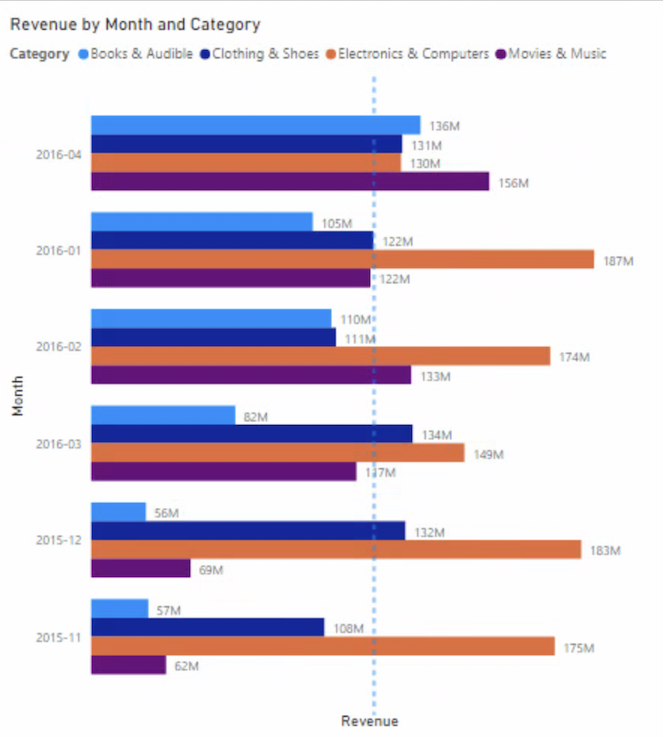 Revenue by Month and Category
Category Books & Audible Clothing & Shoes Electronics & Computers Movies & Music
136M
131M
2016-04
130M
156M
105M
122M
2016-01
187M
122M
110M
111M
2016-02
174M
133M
82M
134M
2016-03
149M
117M
Month
56M
132M
2015-12
183M
69M
57M
108M
2015-11
175M
62M
Revenue